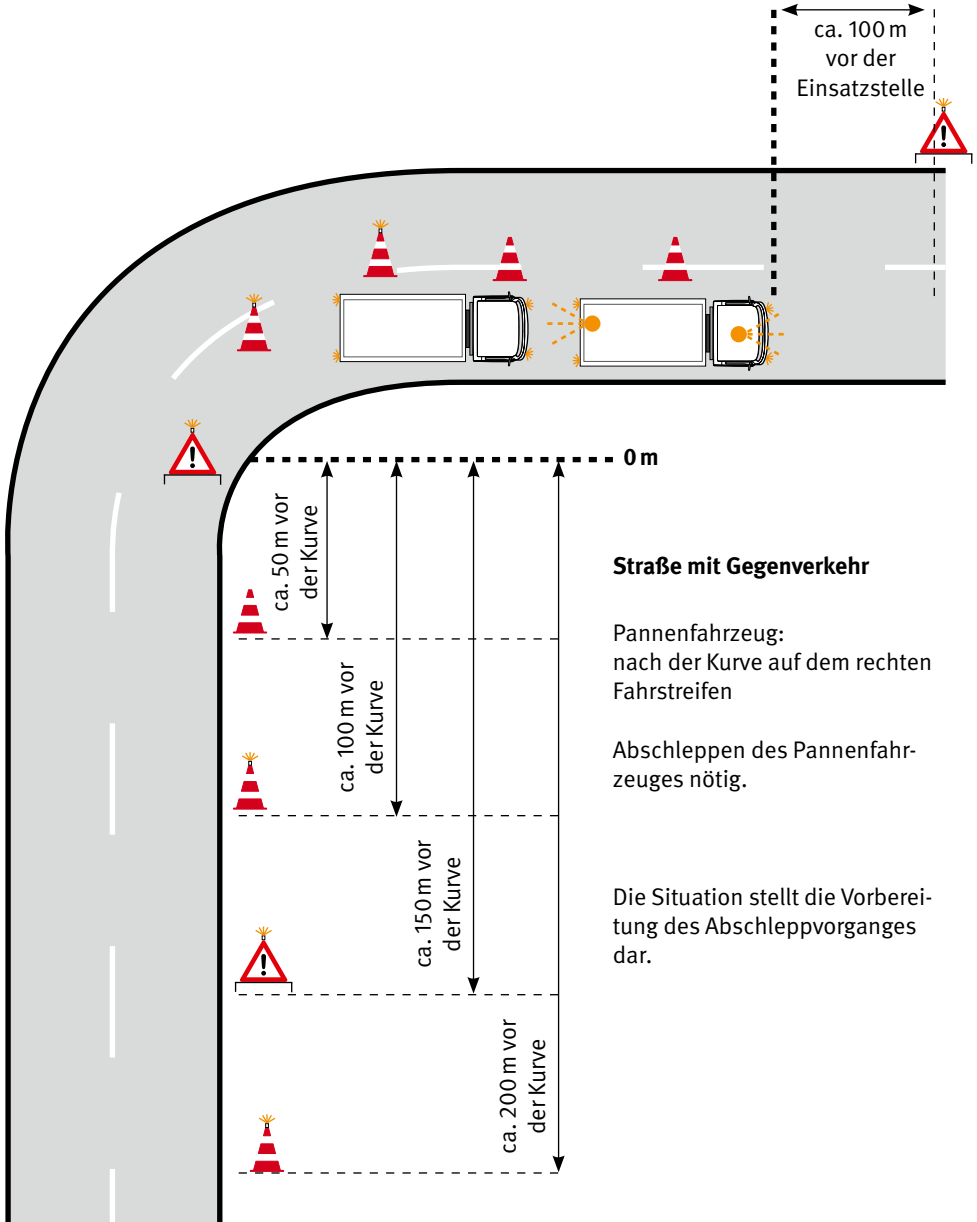 ca. 100 m
vor der
Einsatzstelle
0 m
ca. 50 m vor
der Kurve
ca. 100 m vor
der Kurve
ca. 150 m vor
der Kurve
ca. 200 m vor
der Kurve
Straße mit Gegenverkehr
Pannenfahrzeug:
nach der Kurve auf dem rechten
Fahrstreifen
Abschleppen des Pannenfahr-
zeuges nötig.
Die Situation stellt die Vorberei-
tung des Abschleppvorganges
dar.